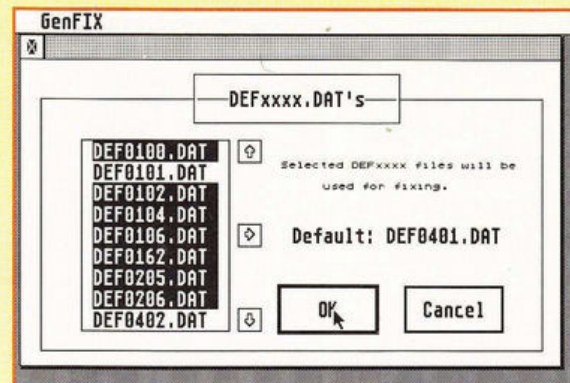 GenFIX
DEFxxxx.DAT's
DEF0100.DAT
DEF0101.DAT
DEF0102.DAT
DEF0104.DAT
DEF0106.DAT
DEF0162.DAT
DEF0205.DAT
DEF0206.DAT
DEF0402.DAT
Selected DEFxxxx files will be
used for fixing.
Default: DEF0401.DAT
OK
Cancel